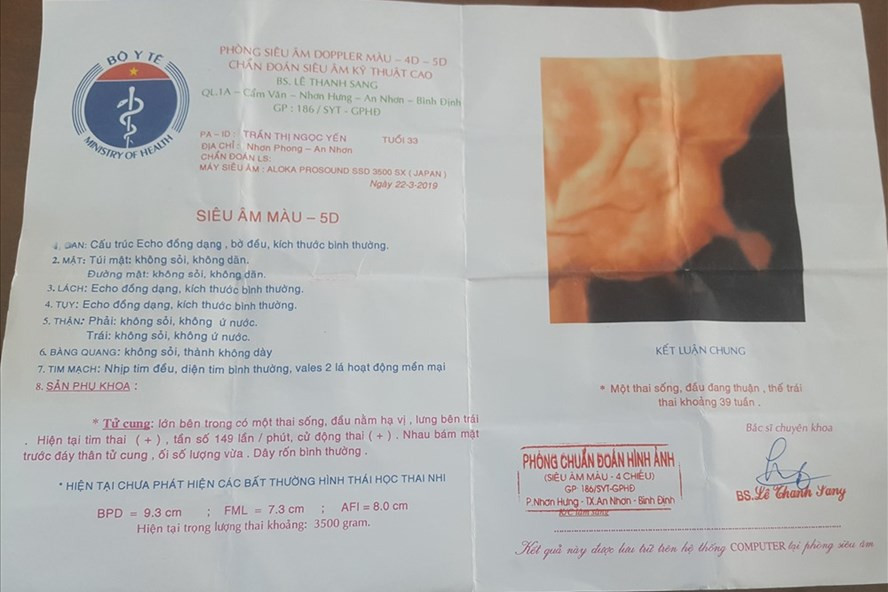 BỘ Y TẾ
MINISTRY OF HEALTH
PHÒNG SIÊU ÂM DOPPLER MÀU – 4D – 5D
CHẨN ĐOÁN SIÊU ÂM KỸ THUẬT CAO
BS. LÊ THANH SANG
QL.1A – Cẩm Văn – Nhơn Hưng – An Nhơn – Bình Định
GP : 186 / SYT - GPHĐ
PA – ID : TRẦN THỊ NGỌC YẾN TUỔI 33
ĐỊA CHỈ : Nhơn Phong – An Nhơn
CHẨN ĐOÁN LS:
MÁY SIÊU ÂM : ALOKA PROSOUND SSD 3500 SX ( JAPAN )
Ngày 22-3-2019
SIÊU ÂM MÀU – 5D
1. GAN: Cấu trúc Echo đồng dạng , bờ đều, kích thước bình thường.
2. MẬT: Túi mật: không sỏi, không dãn.
Đường mật: không sỏi, không dãn.
3. LÁCH: Echo đồng dạng, kích thước bình thường.
4. TỤY: Echo đồng dạng, kích thước bình thường.
5. THẬN: Phải: không sỏi, không ứ nước.
Trái: không sỏi, không ứ nước.
6. BÀNG QUANG: không sỏi, thành không dày
7. TIM MẠCH: Nhịp tim đều, diện tim bình thường, vales 2 lá hoạt động mền mại
8. SẢN PHỤ KHOA :
* Tử cung: lớn bên trong có một thai sống, đầu nằm hạ vị , lưng bên trái
. Hiện tại tim thai ( + ) , tần số 149 lần / phút, cử động thai ( + ) . Nhau bám mặt
trước đáy thân tử cung , ối số lượng vừa . Dây rốn bình thường .
* HIỆN TẠI CHƯA PHÁT HIỆN CÁC BẤT THƯỜNG HÌNH THÁI HỌC THAI NHI
BPD = 9.3 cm ; FML = 7.3 cm ; AFI = 8.0 cm
Hiện tại trọng lượng thai khoảng: 3500 gram.
KẾT LUẬN CHUNG
* Một thai sống, đầu đang thuận , thể trái
thai khoảng 39 tuần .
Bác sĩ chuyên khoa
PHÒNG CHUẨN ĐOÁN HÌNH ẢNH
(SIÊU ÂM MÀU - 4 CHIỀU)
GP: 186/SYT-GPHĐ
P.Nhơn Hưng - TX.An Nhơn - Bình Định
BS. Lê Thanh Sang
Kết quả này được lưu trữ trên hệ thống COMPUTER tại phòng siêu âm